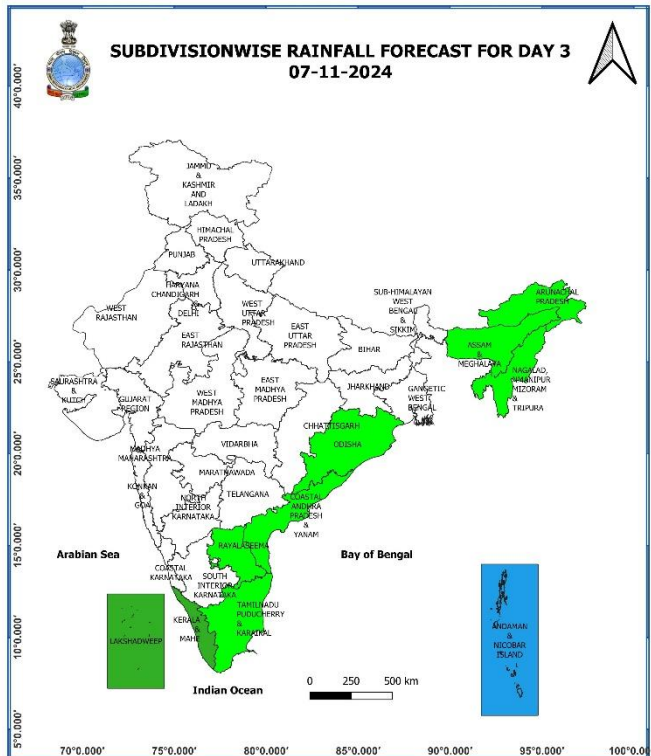 SUBDIVISIONWISE RAINFALL FORECAST FOR DAY 3
07-11-2024
40°0.000'
35°0.000'
30°0.000'
25°0.000'
20°0.000'
15°0.000'
10°0.000'
5°0.000'
JAMMU
&
KASHMIR
AND
LADAKH
HIMACHAL
PRADESH
PUNJAB
UTTARAKHAND
HARYANA
CHANDIGARH
&
DELHI
WEST
RAJASTHAN
WEST
UTTAR
PRADESH
EAST
RAJASTHAN
EAST
UTTAR
PRADESH
SUB-HIMALAYAN
WEST
BENGAL
&
SIKKIM
ARUNACHAL
PRADESH
BIHAR
ASSAM
&
MEGHALAYA
NAGALAD,
MANIPUR
MIZORAM
&
TRIPURA
SAURASHTRA
&
KUTCH
GUJARAT
REGION
WEST
MADHYA
PRADESH
EAST
MADHYA
PRADESH
JHARKHAND
GANGETIC
WEST
BENGAL
CHHATTISGARH
ODISHA
VIDARBHA
MADHYA
MAHARASHTRA
MARATHAWADA
KONKAN
&
GOA
NORTH
INTERIOR
KARNATAKA
TELANGANA
COASTAL
ANDHRA
PRADESH
&
YANAM
RAYALASEEMA
Arabian Sea
Bay of Bengal
COASTAL
KARNATAKA
SOUTH
INTERIOR
KARNATAKA
TAMILNADU
PUDUCHERRY
&
KARAIKAL
KERALA
&
MAHE
LAKSHADWEEP
ANDAMAN
&
NICOBAR
ISLAND
Indian Ocean
0 250 500 km
70°0.000' 75°0.000' 80°0.000' 85°0.000' 90°0.000' 95°0.000' 100°0.000'